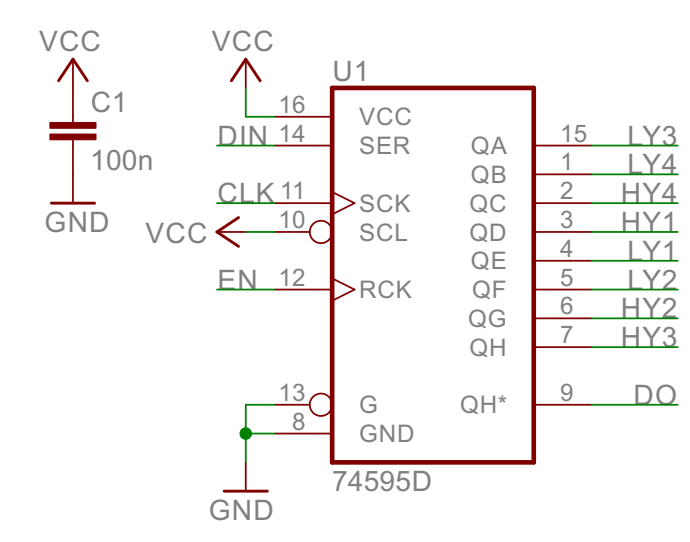 VCC
C1
100n
GND
VCC
U1
16 VCC
DIN 14 SER QA 15 LY3
QB 1 LY4
CLK 11 SCK QC 2 HY4
VCC 10 SCL QD 3 HY1
QE 4 LY1
EN 12 RCK QF 5 LY2
QG 6 HY2
QH 7 HY3
13 G QH* 9 DO
8 GND
74595D
GND